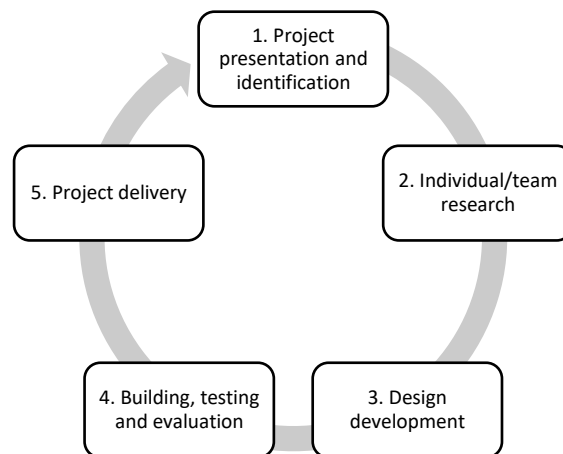 1. Project
presentation and
identification
2. Individual/team
research
3. Design
development
4. Building, testing
and evaluation
5. Project delivery